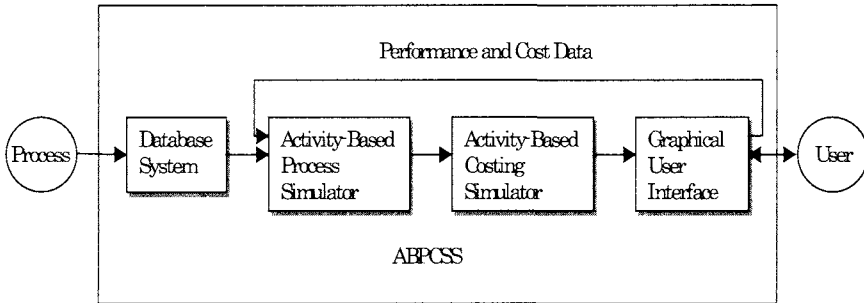 Performance and Cost Data
Process
Database
System
Activity-Based
Process
Simulator
Activity-Based
Costing
Simulator
Graphical
User
Interface
User
ABPCSS